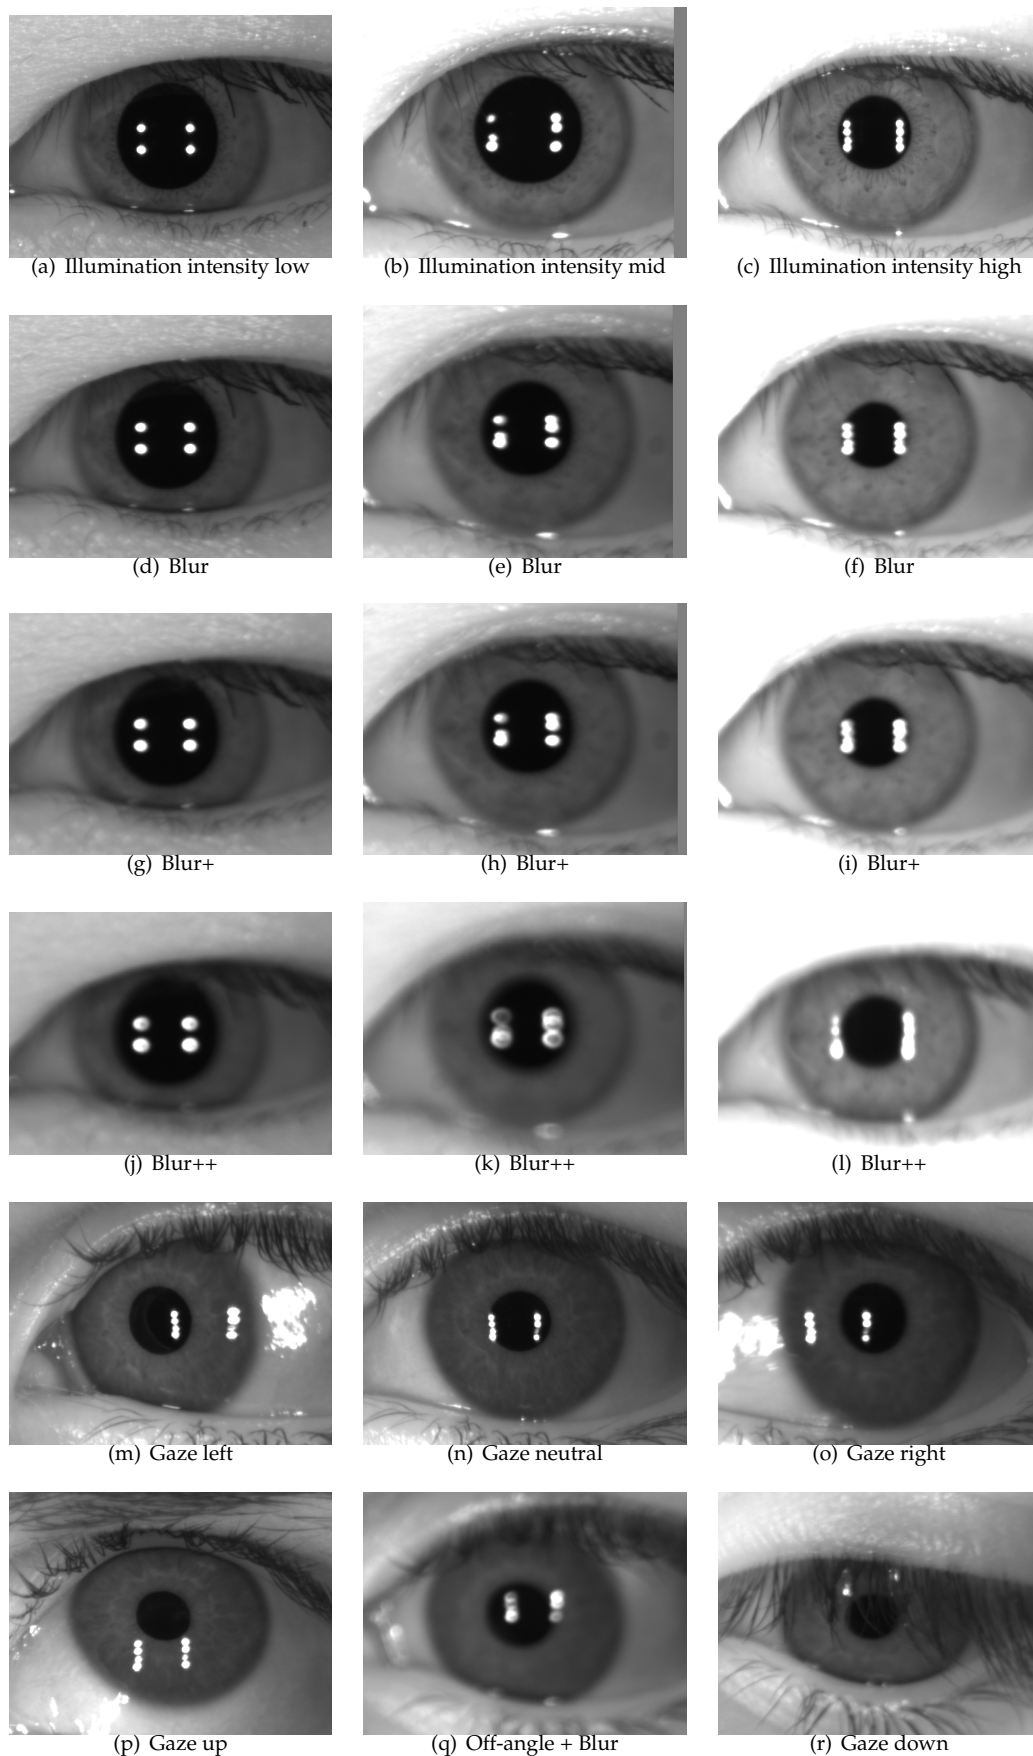 (a) Illumination intensity low
(b) Illumination intensity mid
(c) Illumination intensity high
(d) Blur
(e) Blur
(f) Blur
(g) Blur+
(h) Blur+
(i) Blur+
(j) Blur++
(k) Blur++
(l) Blur++
(m) Gaze left
(n) Gaze neutral
(o) Gaze right
(p) Gaze up
(q) Off-angle + Blur
(r) Gaze down